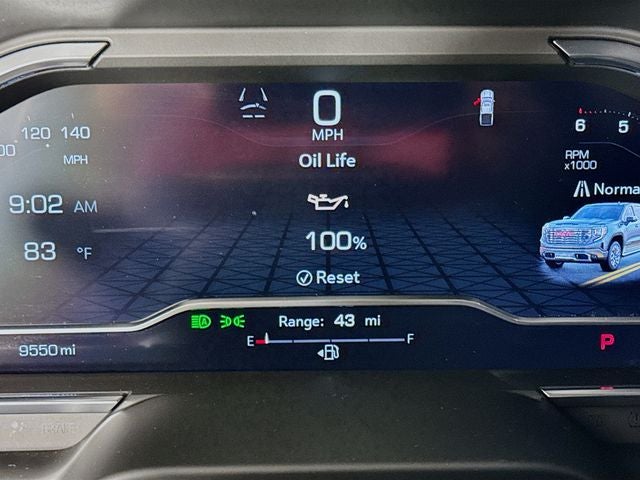 0
MPH
Oil Life
100%
Reset
120 140
MPH
9:02 AM
83 °F
6 5
RPM
x1000
Range: 43 mi
E F
9550 mi
P